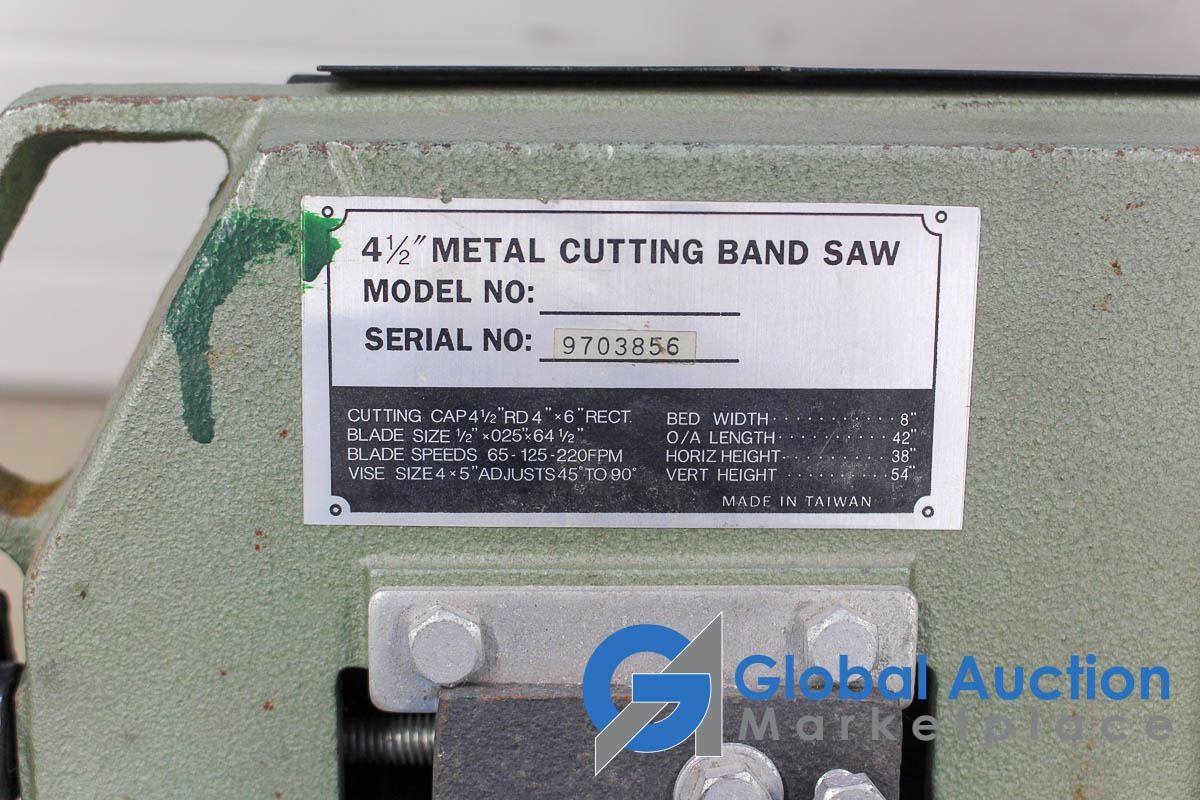 4½" METAL CUTTING BAND SAW
MODEL NO:
SERIAL NO: 9703856
CUTTING CAP 4½" RD 4" × 6" RECT.
BLADE SIZE ½" × 025" × 64½"
BLADE SPEEDS 65-125-220FPM
VISE SIZE 4 × 5" ADJUSTS 45° TO 90°
BED WIDTH · · · · · · · · · · · 8"
O/A LENGTH · · · · · · · · · · 42"
HORIZ HEIGHT · · · · · · · · · 38"
VERT HEIGHT · · · · · · · · · · 54"
MADE IN TAIWAN
GA Global Auction
Marketplace